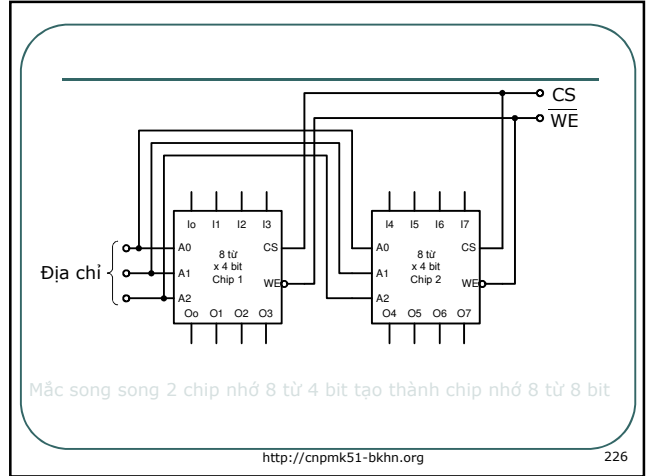 CS
WE
Io I1 I2 I3
I4 I5 I6 I7
A0 8 từ CS
x 4 bit
A1 Chip 1
WE
A2
Oo O1 O2 O3
A0 8 từ CS
x 4 bit
A1 Chip 2
WE
A2
O4 O5 O6 O7
Địa chỉ
Mắc song song 2 chip nhớ 8 từ 4 bit tạo thành chip nhớ 8 từ 8 bit
http://cnpmk51-bkhn.org
226